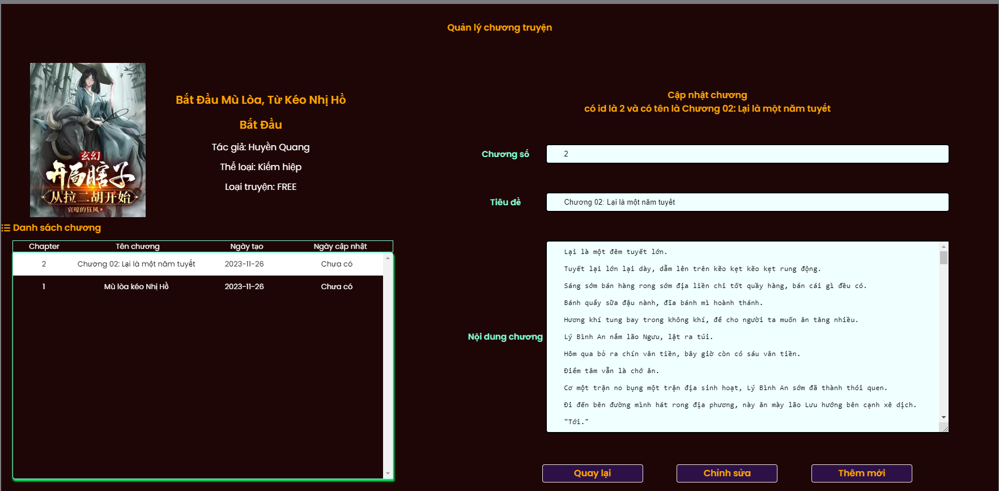 Quản lý chương truyện
玄幻
开局瞎子
从拉二胡开始
哀嚎的狂风
Bắt Đầu Mù Lòa, Từ Kéo Nhị Hồ
Bắt Đầu
Tác giả: Huyền Quang
Thể loại: Kiếm hiệp
Loại truyện: FREE
Danh sách chương
Chapter Tên chương Ngày tạo Ngày cập nhật
2 Chương 02: Lại là một năm tuyết 2023-11-26 Chưa có
1 Mù lòa kéo Nhị Hồ 2023-11-26 Chưa có
Cập nhật chương
có id là 2 và có tên là Chương 02: Lại là một năm tuyết
Chương số 2
Tiêu đề Chương 02: Lại là một năm tuyết
Nội dung chương
Lại là một đêm tuyết lớn.
Tuyết lại lớn lại dày, dẫm lên trên kẽo kẹt kẽo kẹt rung động.
Sáng sớm bán hàng rong sớm địa liền chi tốt quầy hàng, bán cái gì đều có.
Bánh quẩy sữa đậu nành, đĩa bánh mì hoành thánh.
Hương khí tung bay trong không khí, để cho người ta muốn ăn tăng nhiều.
Lý Bình An nắm lão Ngưu, lật ra túi.
Hôm qua bỏ ra chín văn tiền, bây giờ còn có sáu văn tiền.
Điểm tâm vẫn là chớ ăn.
Cơ một trận no bụng một trận địa sinh hoạt, Lý Bình An sớm đã thành thói quen.
Đi đến bên đường mình hát rong địa phương, này ăn mày lão Lưu hướng bên cạnh xê dịch.
"Tới."
Quay lại Chỉnh sửa Thêm mới